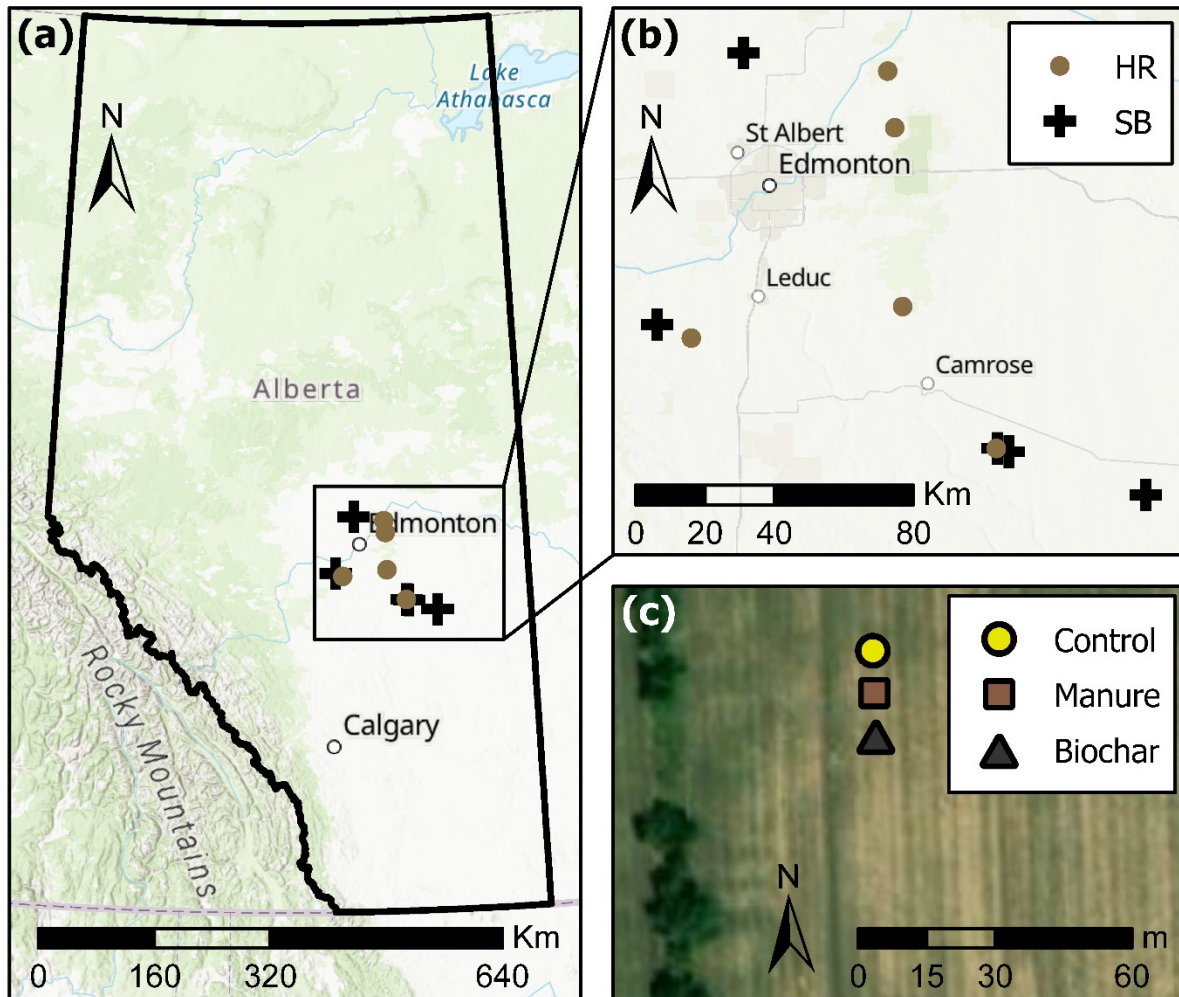 (a)
Lake
Athabasca
N
Alberta
Edmonton
Calgary
Rocky Mountains
Km
0 160 320 640
(b)
HR
SB
N
St Albert
Edmonton
Leduc
Camrose
Km
0 20 40 80
(c)
Control
Manure
Biochar
N
m
0 15 30 60